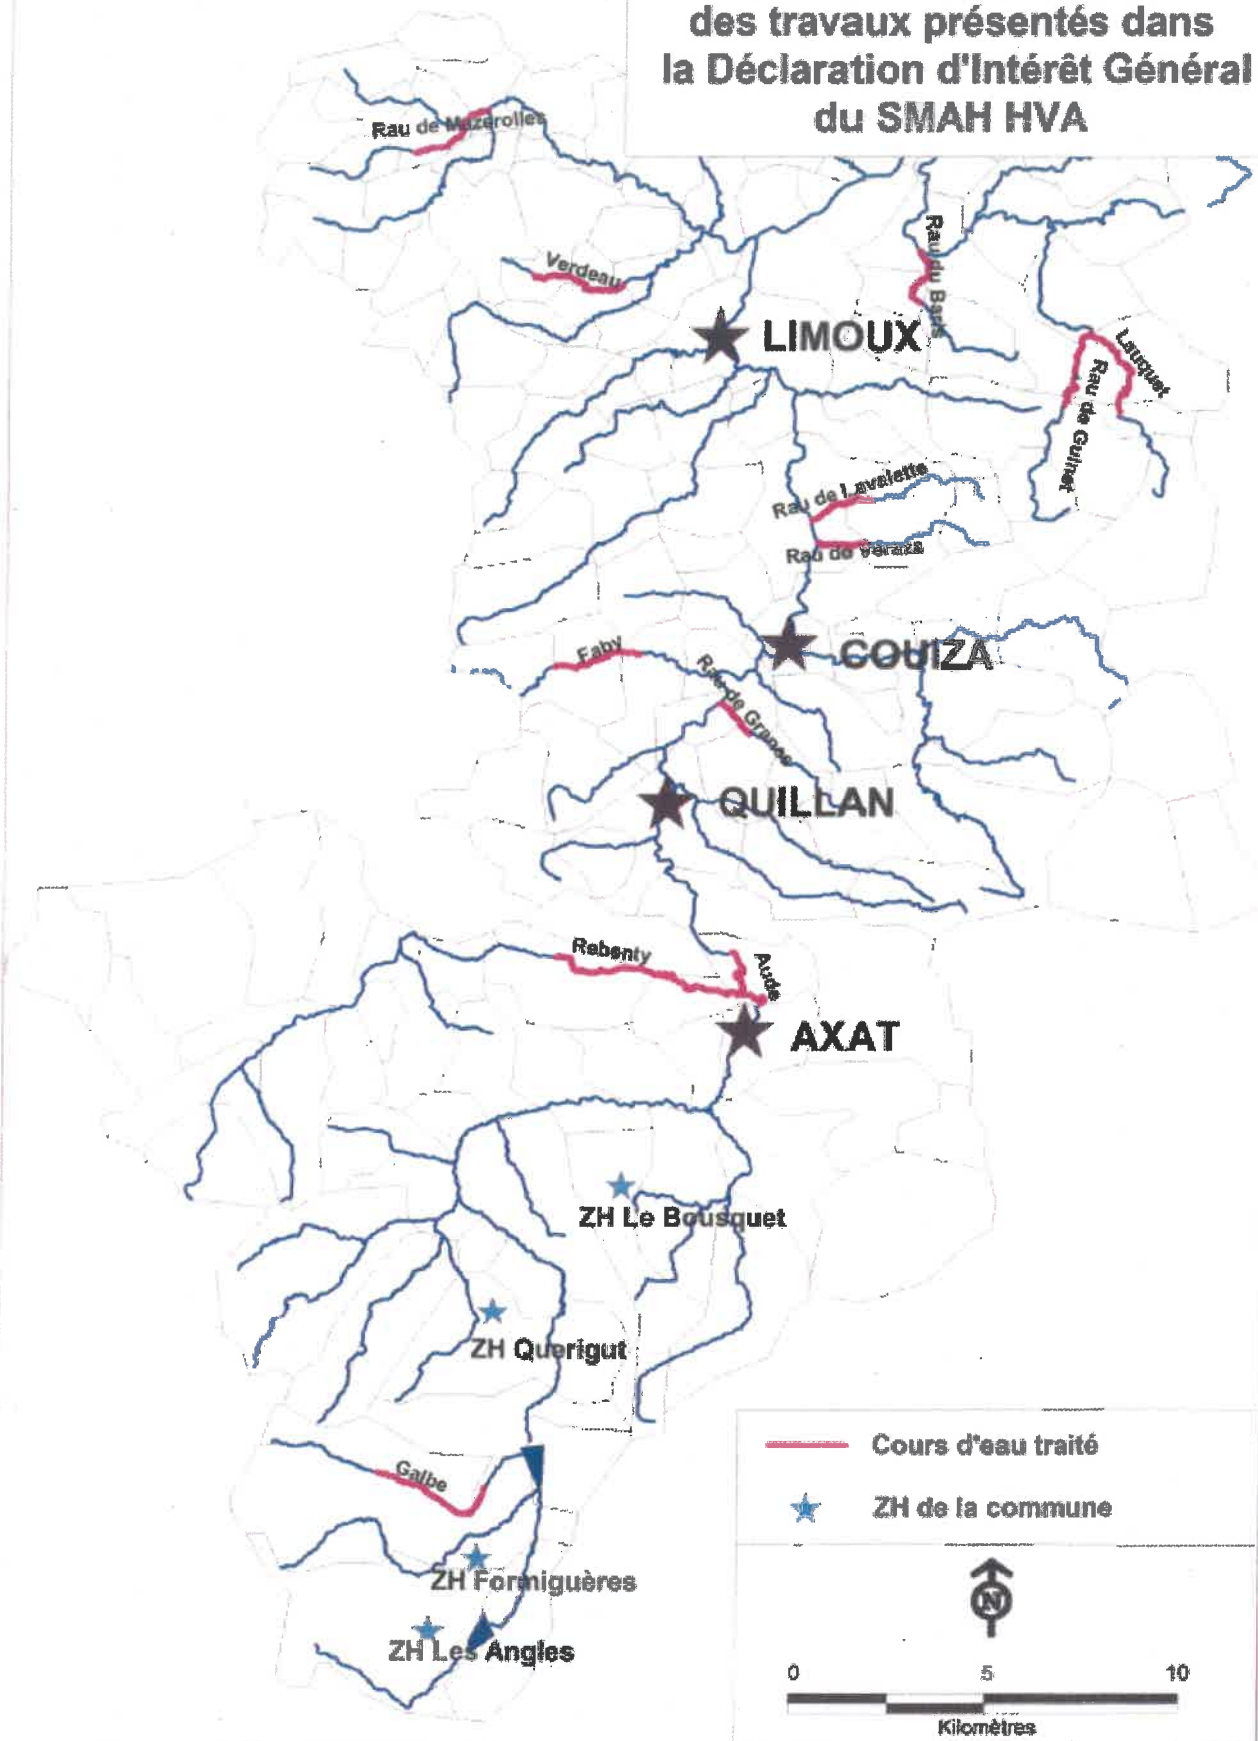 des travaux présentés dans
la Déclaration d'Intérêt Général
du SMAH HVA
Rau de Mazerolles
Verdeau
Rau du Baris
LIMOUX
Lauquet
Rau de Guinet
Rau de Lavalette
Rau de Veraza
COUIZA
Faby
Rau de Granes
QUILLAN
Rebenty
Aude
AXAT
ZH Le Bousquet
ZH Querigut
Galbe
ZH Formiguères
ZH Les Angles
Cours d'eau traité
ZH de la commune
N
0 5 10
Kilomètres